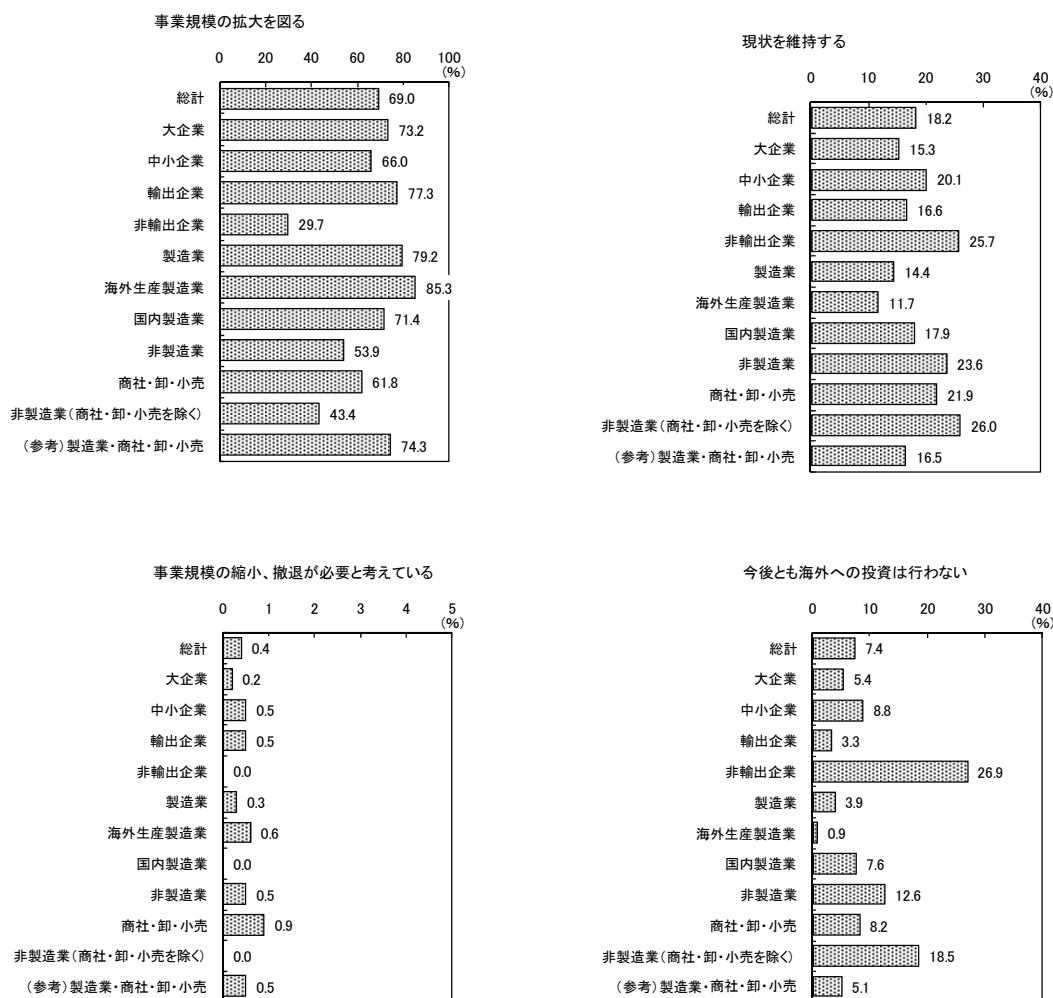 事業規模の拡大を図る
0 20 40 60 80 100
(%)
総計 69.0
大企業 73.2
中小企業 66.0
輸出企業 77.3
非輸出企業 29.7
製造業 79.2
海外生産製造業 85.3
国内製造業 71.4
非製造業 53.9
商社・卸・小売 61.8
非製造業(商社・卸・小売を除く) 43.4
(参考)製造業・商社・卸・小売 74.3
現状を維持する
0 10 20 30 40
(%)
総計 18.2
大企業 15.3
中小企業 20.1
輸出企業 16.6
非輸出企業 25.7
製造業 14.4
海外生産製造業 11.7
国内製造業 17.9
非製造業 23.6
商社・卸・小売 21.9
非製造業(商社・卸・小売を除く) 26.0
(参考)製造業・商社・卸・小売 16.5
事業規模の縮小、撤退が必要と考えている
0 1 2 3 4 5
(%)
総計 0.4
大企業 0.2
中小企業 0.5
輸出企業 0.5
非輸出企業 0.0
製造業 0.3
海外生産製造業 0.6
国内製造業 0.0
非製造業 0.5
商社・卸・小売 0.9
非製造業(商社・卸・小売を除く) 0.0
(参考)製造業・商社・卸・小売 0.5
今後とも海外への投資は行わない
0 10 20 30 40
(%)
総計 7.4
大企業 5.4
中小企業 8.8
輸出企業 3.3
非輸出企業 26.9
製造業 3.9
海外生産製造業 0.9
国内製造業 7.6
非製造業 12.6
商社・卸・小売 8.2
非製造業(商社・卸・小売を除く) 18.5
(参考)製造業・商社・卸・小売 5.1